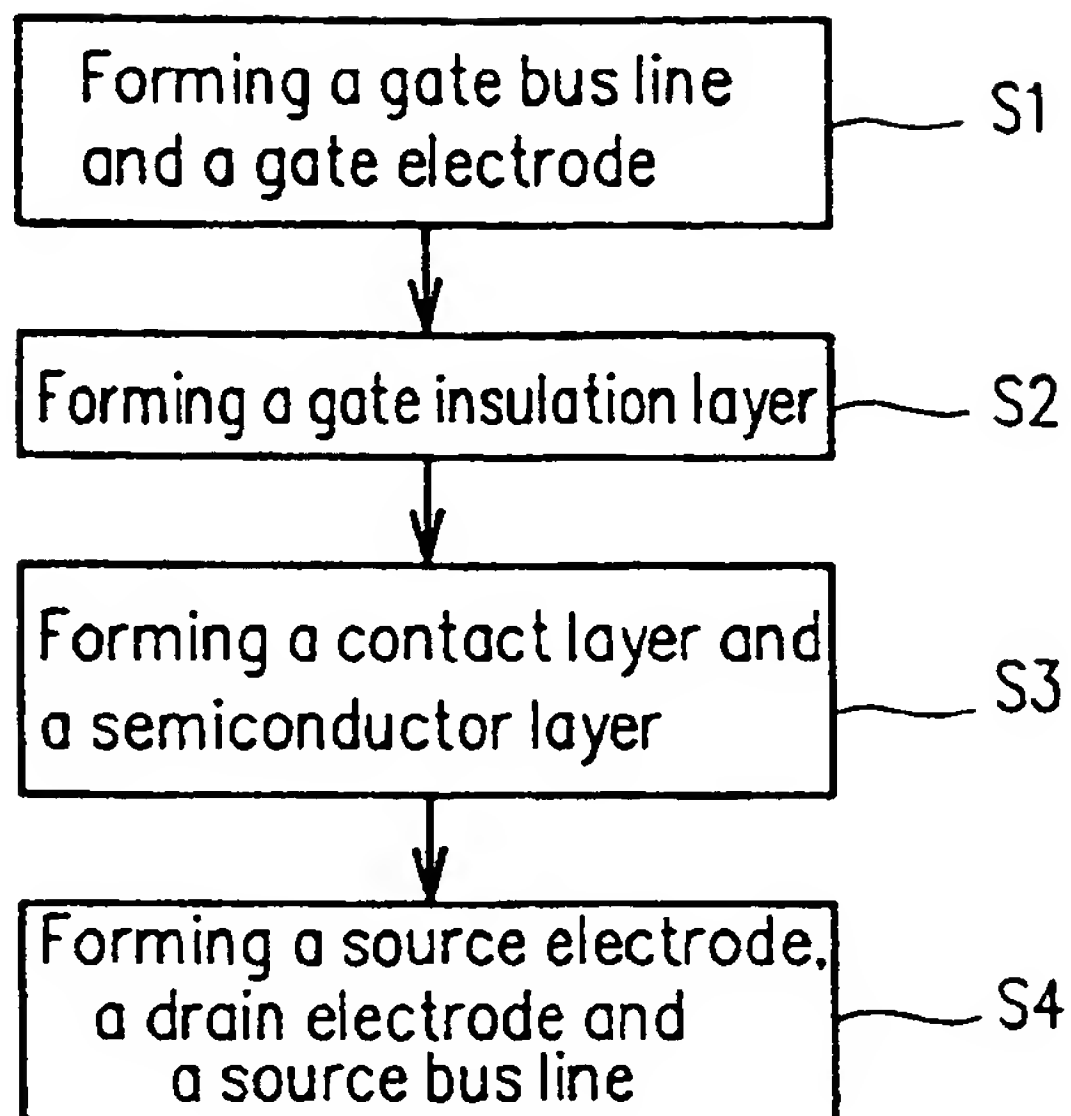 Forming a gate bus line
and a gate electrode
S1
Forming a gate insulation layer
S2
Forming a contact layer and
a semiconductor layer
S3
Forming a source electrode,
a drain electrode and
a source bus line
S4